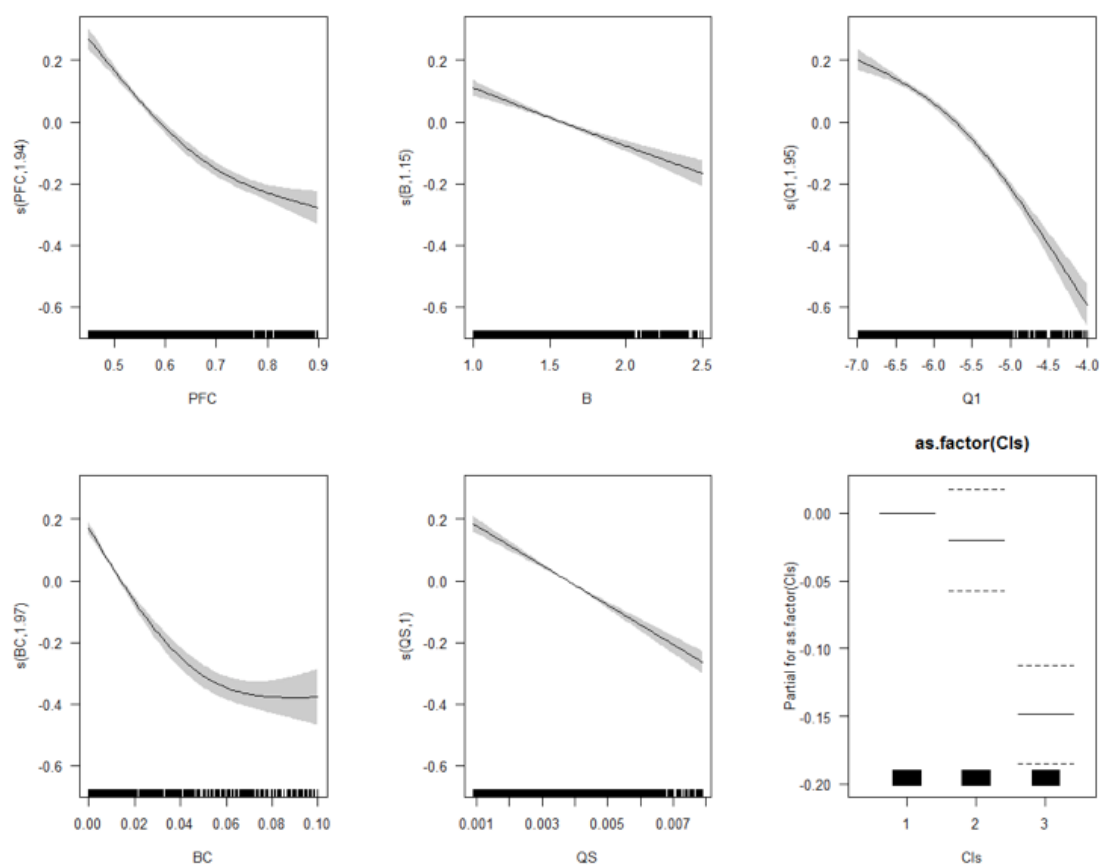 0.2
0.0
-0.2
-0.4
-0.6
s(PFC,1.94)
0.5 0.6 0.7 0.8 0.9
PFC
0.2
0.0
-0.2
-0.4
-0.6
s(B,1.15)
1.0 1.5 2.0 2.5
B
0.2
0.0
-0.2
-0.4
-0.6
s(Q1,1.95)
-7.0 -6.5 -6.0 -5.5 -5.0 -4.5 -4.0
Q1
0.2
0.0
-0.2
-0.4
-0.6
s(BC,1.97)
0.00 0.02 0.04 0.06 0.08 0.10
BC
0.2
0.0
-0.2
-0.4
-0.6
s(QS,1)
0.001 0.003 0.005 0.007
QS
as.factor(Cls)
0.00
-0.05
-0.10
-0.15
-0.20
Partial for as.factor(Cls)
1 2 3
Cls